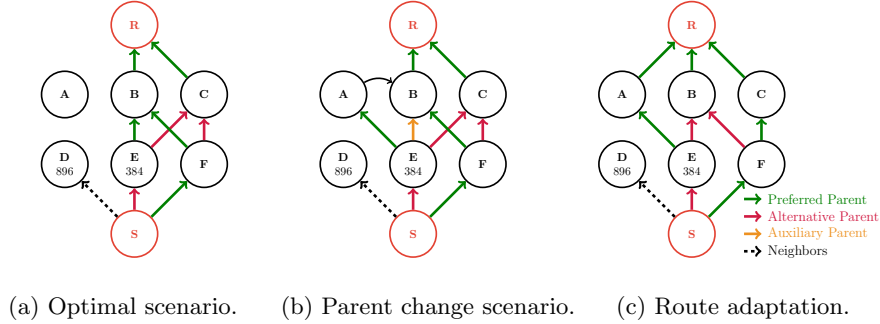 R
R
R
A
B
C
A
B
C
A
B
C
D
896
E
384
F
D
896
E
384
F
D
896
E
384
F
S
S
S
Preferred Parent
Alternative Parent
Auxiliary Parent
Neighbors
(a) Optimal scenario.
(b) Parent change scenario.
(c) Route adaptation.